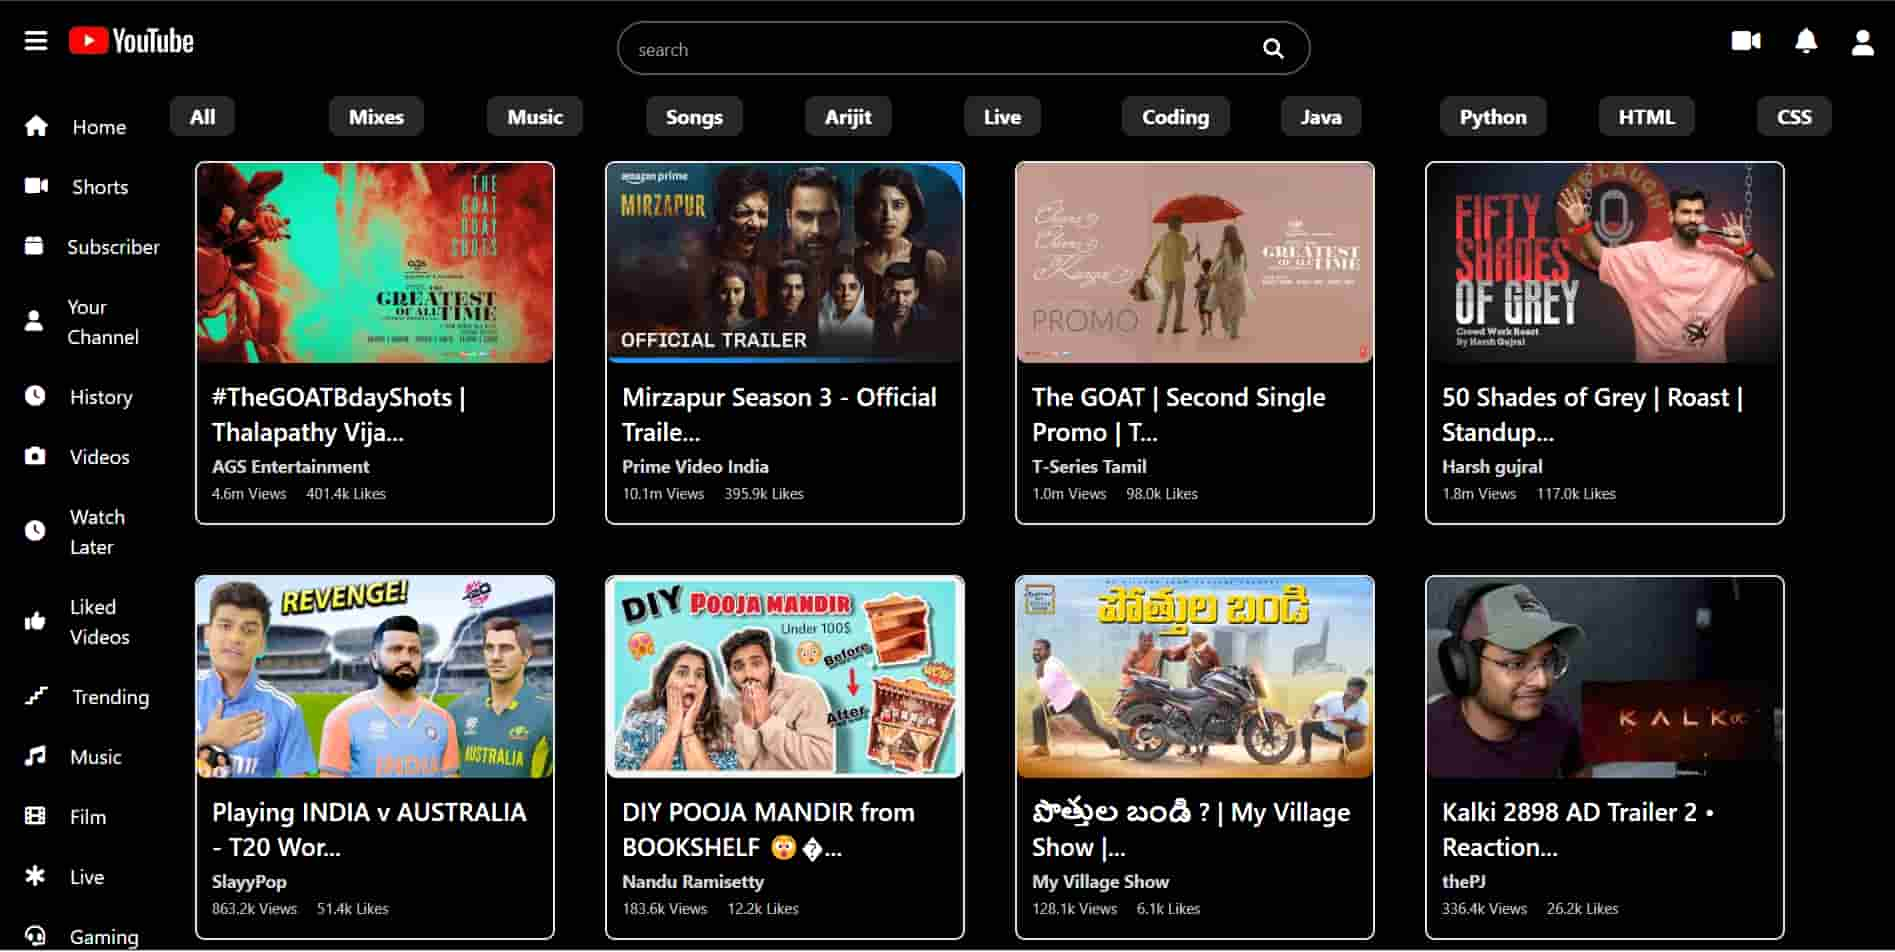 YouTube
search
All
Mixes
Music
Songs
Arijit
Live
Coding
Java
Python
HTML
CSS
Home
Shorts
Subscriber
Your
Channel
History
Videos
Watch
Later
Liked
Videos
Trending
Music
Film
Live
Gaming
THE
GOAT
BDAY
SHOTS
THE
GREATEST
OF ALL TIME
#TheGOATBdayShots |
Thalapathy Vija...
AGS Entertainment
4.6m Views 401.4k Likes
amazon prime
MIRZAPUR
OFFICIAL TRAILER
Mirzapur Season 3 - Official
Traile...
Prime Video India
10.1m Views 395.9k Likes
GREATEST
OF ALL TIME
PROMO
The GOAT | Second Single
Promo | T...
T-Series Tamil
1.0m Views 98.0k Likes
LAUGH
FIFTY
SHADES
OF GREY
Crowd Work Roast
By Harsh Gujral
50 Shades of Grey | Roast |
Standup...
Harsh gujral
1.8m Views 117.0k Likes
REVENGE!
INDIA
AUSTRALIA
Playing INDIA v AUSTRALIA
- T20 Wor...
SlayyPop
863.2k Views 51.4k Likes
DIY POOJA MANDIR
Under 100$
Before
After
DIY POOJA MANDIR from
BOOKSHELF 😲 �...
Nandu Ramisetty
183.6k Views 12.2k Likes
పోత్తుల బండి
పొత్తుల బండి ? | My Village
Show |...
My Village Show
128.1k Views 6.1k Likes
KALK
Kalki 2898 AD Trailer 2 •
Reaction...
thePJ
336.4k Views 26.2k Likes